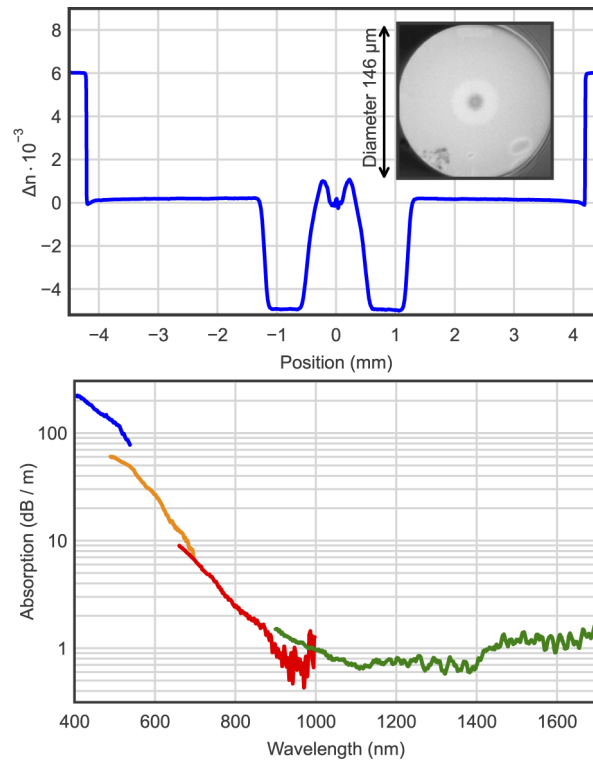 8
6
4
2
0
−2
−4
Δn · 10⁻³
−4 −3 −2 −1 0 1 2 3 4
Position (mm)
Diameter 146 μm
100
10
1
Absorption (dB / m)
400 600 800 1000 1200 1400 1600
Wavelength (nm)